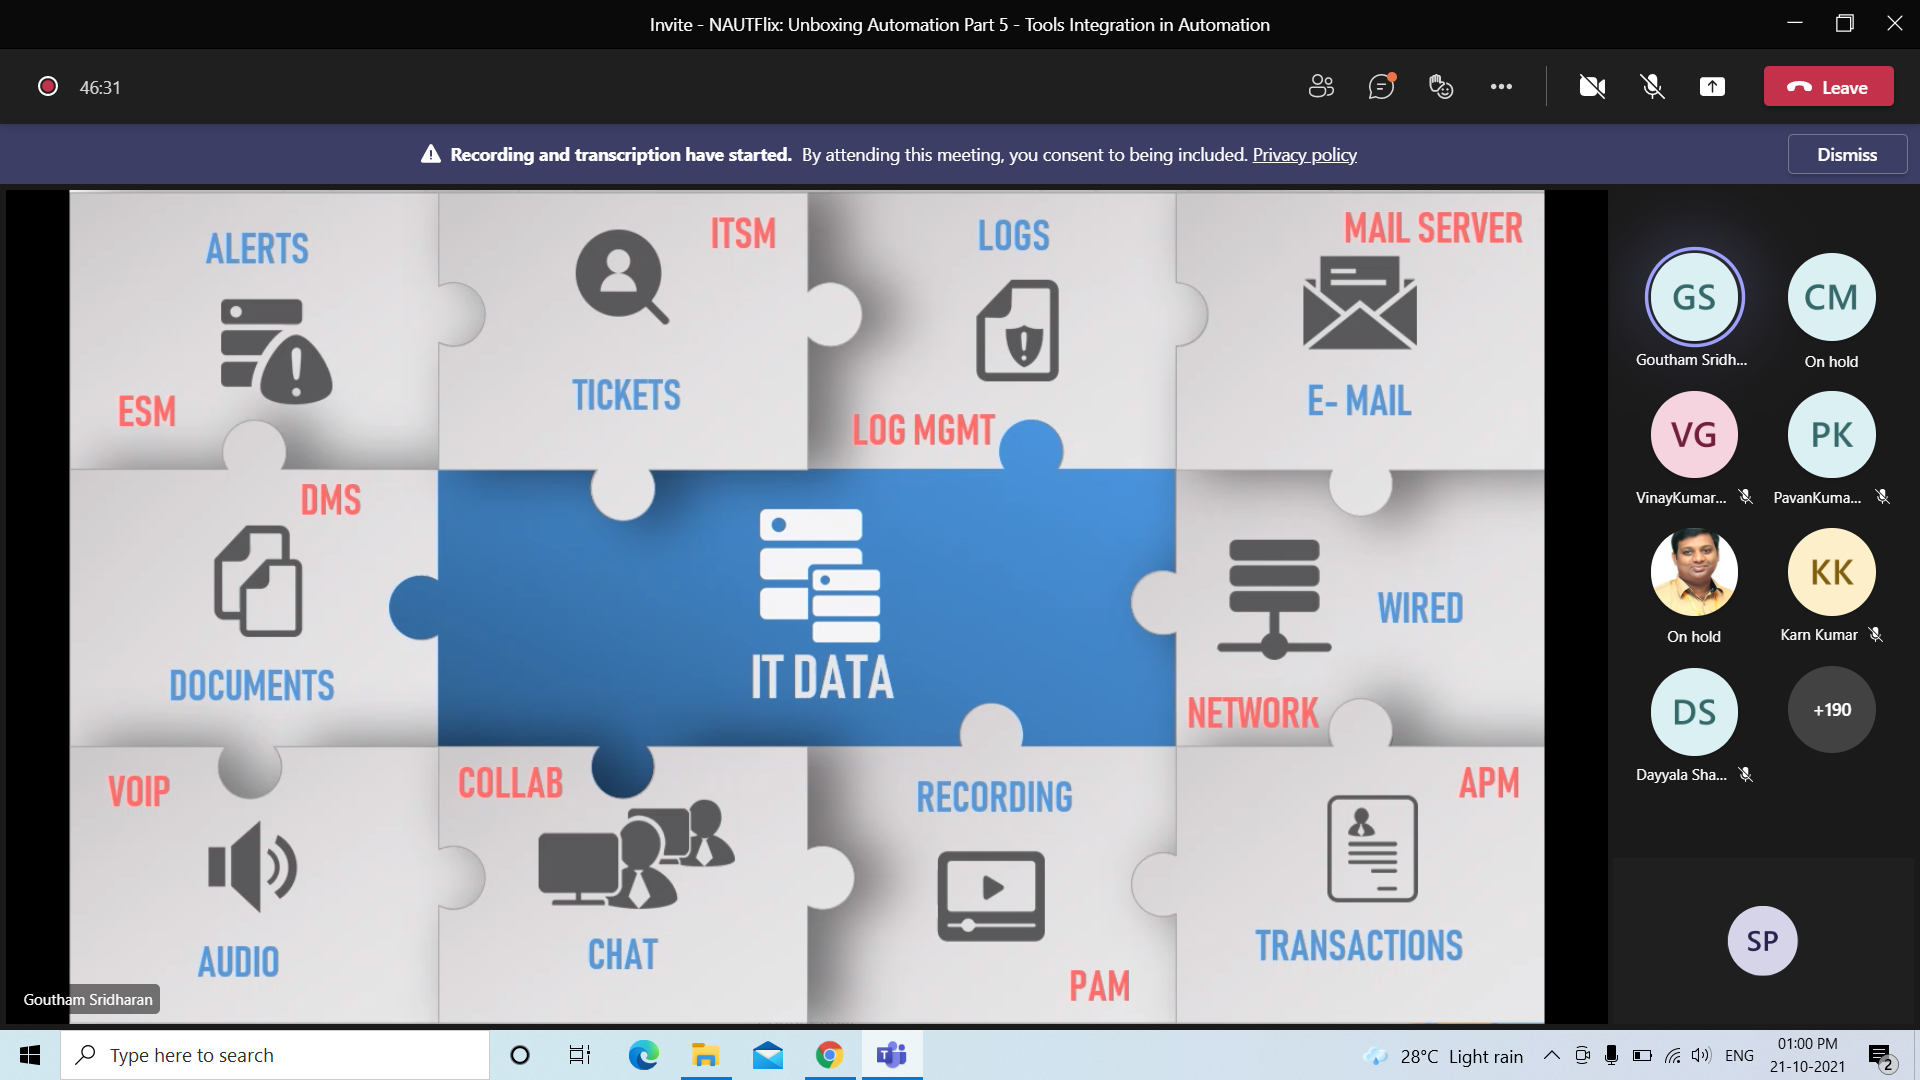 Invite - NAUTFlix: Unboxing Automation Part 5 - Tools Integration in Automation
46:31
Leave
Recording and transcription have started. By attending this meeting, you consent to being included. Privacy policy
Dismiss
ALERTS
ESM
ITSM
TICKETS
LOGS
LOG MGMT
MAIL SERVER
E- MAIL
DMS
DOCUMENTS
IT DATA
WIRED
NETWORK
VOIP
AUDIO
COLLAB
CHAT
RECORDING
PAM
APM
TRANSACTIONS
Goutham Sridharan
GS
Goutham Sridh...
CM
On hold
VG
VinayKumar...
PK
PavanKuma...
On hold
KK
Karn Kumar
DS
Dayyala Sha...
+190
SP
Type here to search
28°C Light rain
ENG
01:00 PM
21-10-2021
2